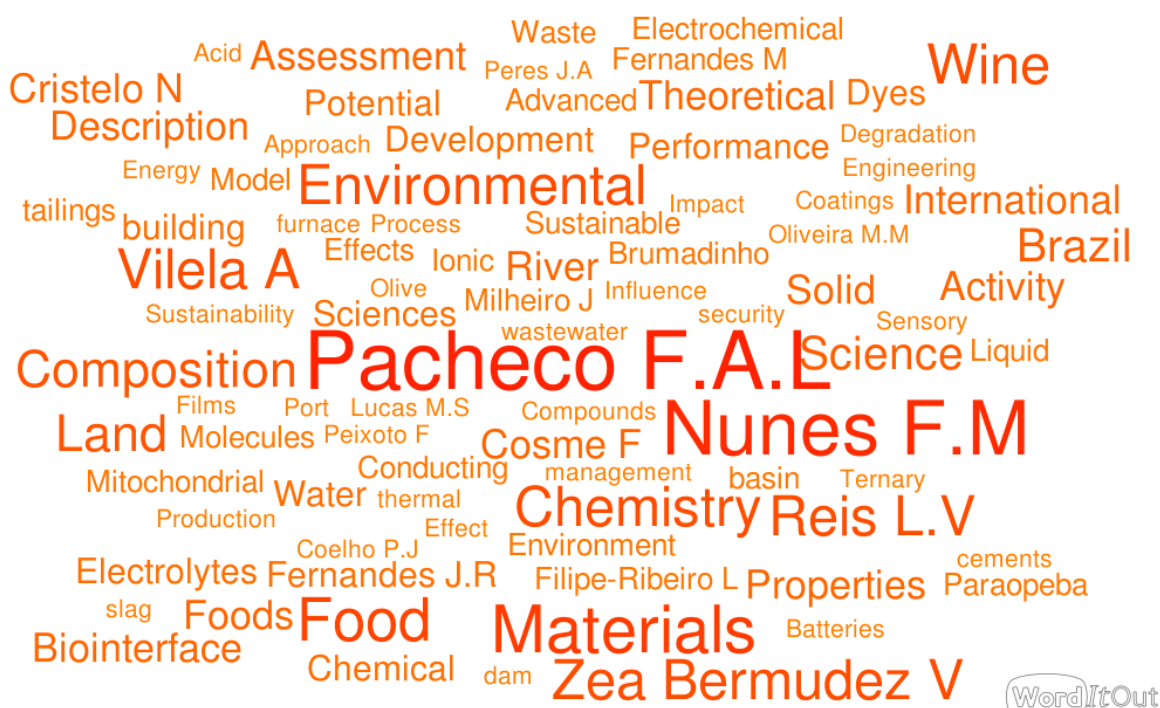 Waste Electrochemical
Acid Assessment Peres J.A Fernandes M Wine
Cristelo N Potential Advanced Theoretical Dyes
Description Approach Development Performance Degradation
Energy Model Environmental Engineering
tailings building furnace Process Sustainable Impact Coatings International
Vilela A Effects Ionic River Brumadinho Oliveira M.M Brazil
Olive Milheiro J Influence Solid Activity
Sustainability Sciences wastewater security Sensory
Composition Pacheco F.A.L Science Liquid
Films Port Lucas M.S Compounds
Land Molecules Peixoto F Cosme F Nunes F.M
Mitochondrial Conducting management basin Ternary
Water thermal Chemistry Reis L.V
Production Effect
Coelho P.J Environment cements
Electrolytes Fernandes J.R Filipe-Ribeiro L Properties Paraopeba
slag Foods Food Materials Batteries
Biointerface Chemical dam Zea Bermudez V
WordItOut